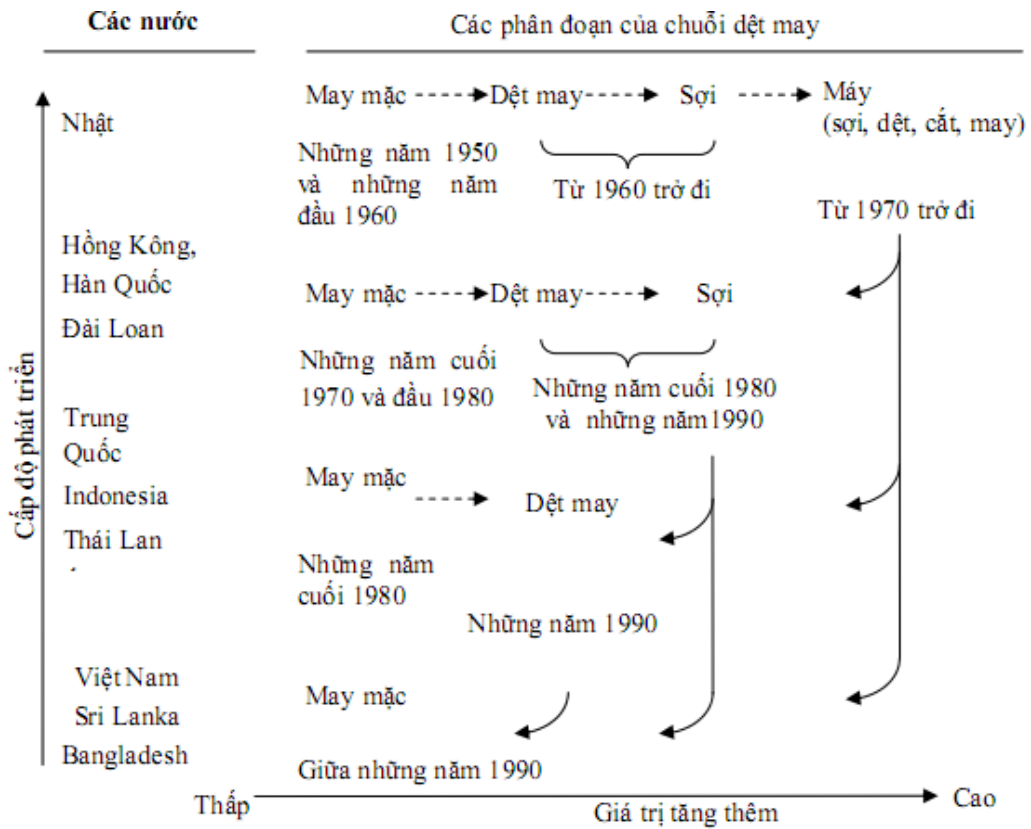 Các nước
Các phân đoạn của chuỗi dệt may
Nhật
May mặc Dệt may Sợi Máy
(sợi, dệt, cắt, may)
Những năm 1950
và những năm
đầu 1960
Từ 1960 trở đi
Từ 1970 trở đi
Hồng Kông,
Hàn Quốc
Đài Loan
May mặc Dệt may Sợi
Những năm cuối
1970 và đầu 1980
Những năm cuối 1980
và những năm1990
Trung
Quốc
Indonesia
Thái Lan
May mặc
Dệt may
Những năm
cuối 1980
Những năm 1990
Việt Nam
Sri Lanka
Bangladesh
May mặc
Giữa những năm 1990
Cấp độ phát triển
Thấp
Giá trị tăng thêm
Cao